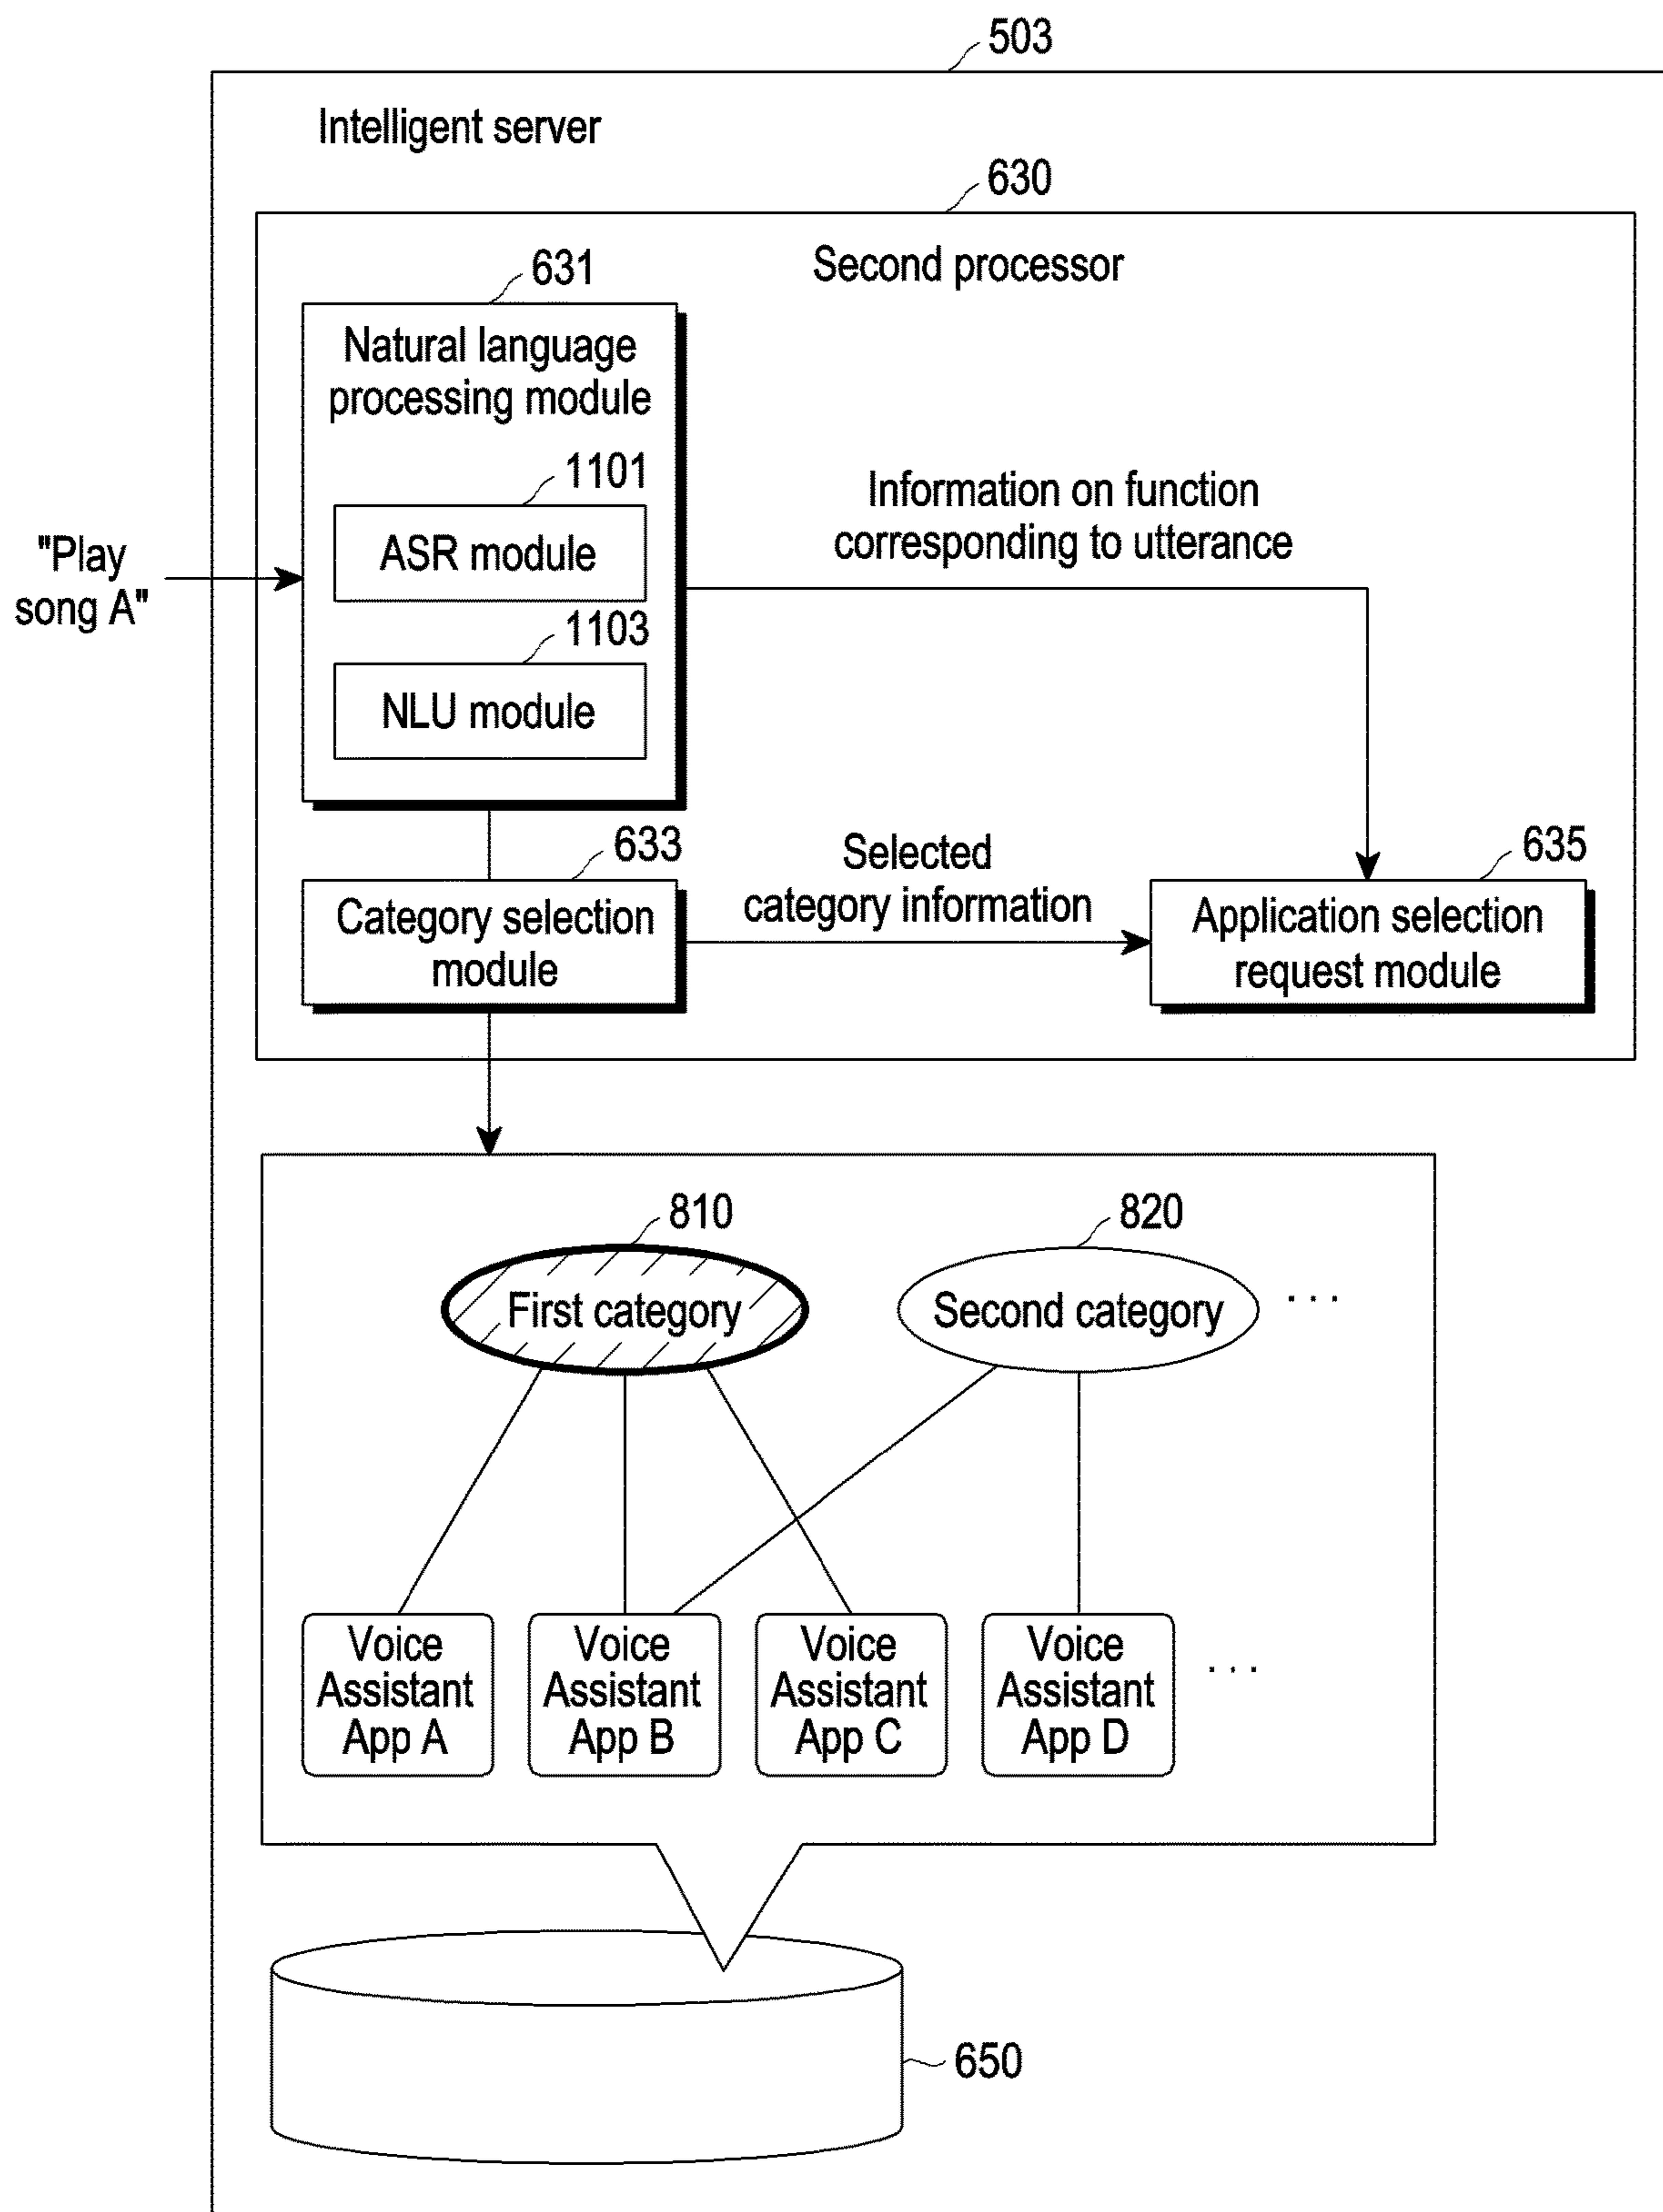 503
Intelligent server
630
Second processor
631
Natural language
processing module
1101
ASR module
1103
NLU module
"Play
song A"
Information on function
corresponding to utterance
633
Category selection
module
Selected
category information
635
Application selection
request module
810
First category
820
Second category
. . .
Voice
Assistant
App A
Voice
Assistant
App B
Voice
Assistant
App C
Voice
Assistant
App D
. . .
650